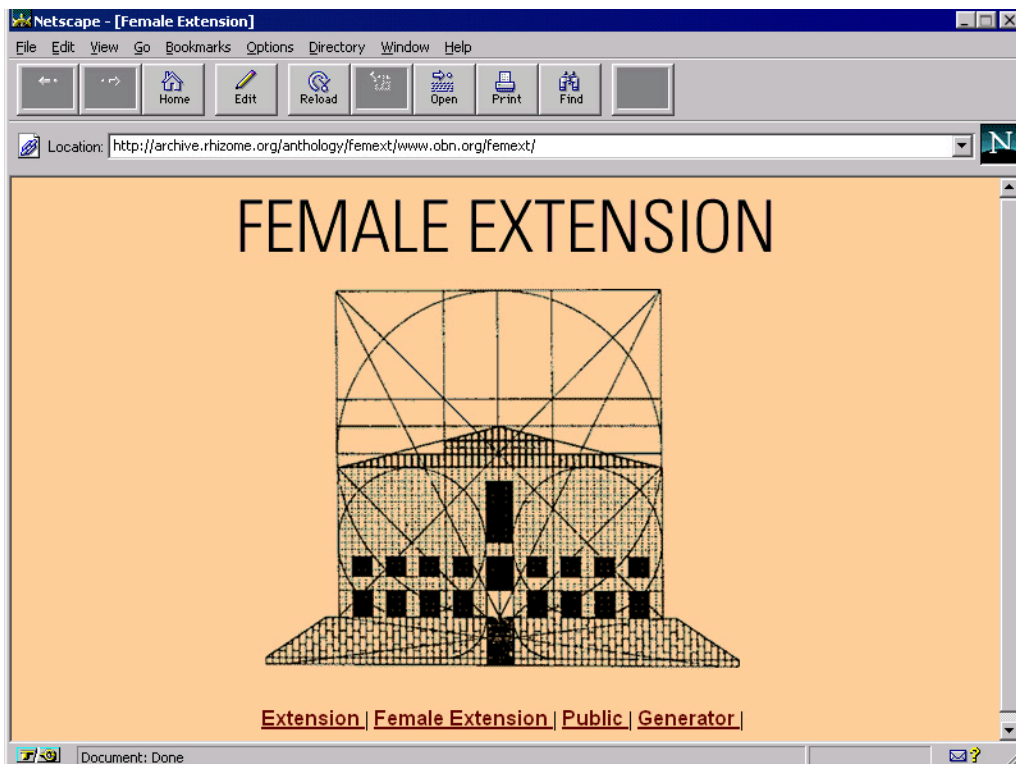 Netscape - [Female Extension]
File Edit View Go Bookmarks Options Directory Window Help
Home Edit Reload Open Print Find
Location: http://archive.rhizome.org/anthology/femext/www.obn.org/femext/
N
FEMALE EXTENSION
Extension | Female Extension | Public | Generator |
Document: Done